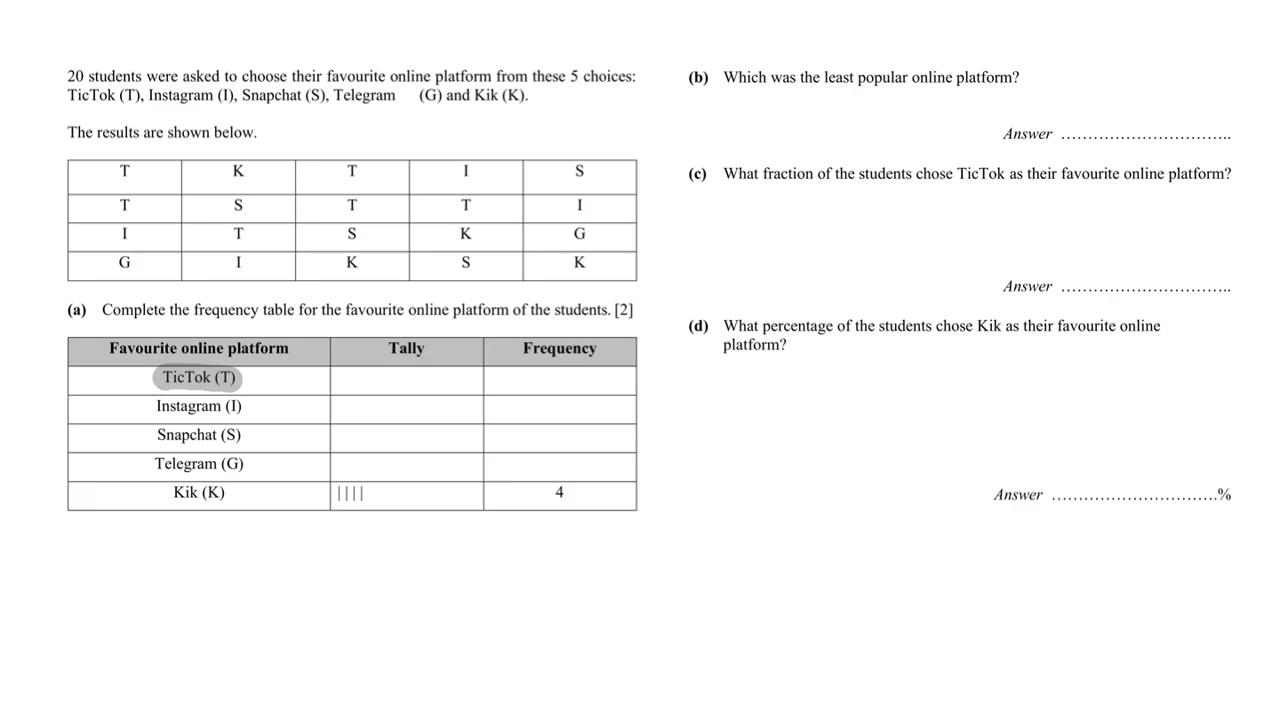 20 students were asked to choose their favourite online platform from these 5 choices:
TicTok (T), Instagram (I), Snapchat (S), Telegram (G) and Kik (K).
The results are shown below.
T K T I S
T S T T I
I T S K G
G I K S K
(a) Complete the frequency table for the favourite online platform of the students. [2]
Favourite online platform Tally Frequency
TicTok (T)
Instagram (I)
Snapchat (S)
Telegram (G)
Kik (K) |||| 4
(b) Which was the least popular online platform?
Answer …………………………..
(c) What fraction of the students chose TicTok as their favourite online platform?
Answer …………………………..
(d) What percentage of the students chose Kik as their favourite online
platform?
Answer ………………………….%